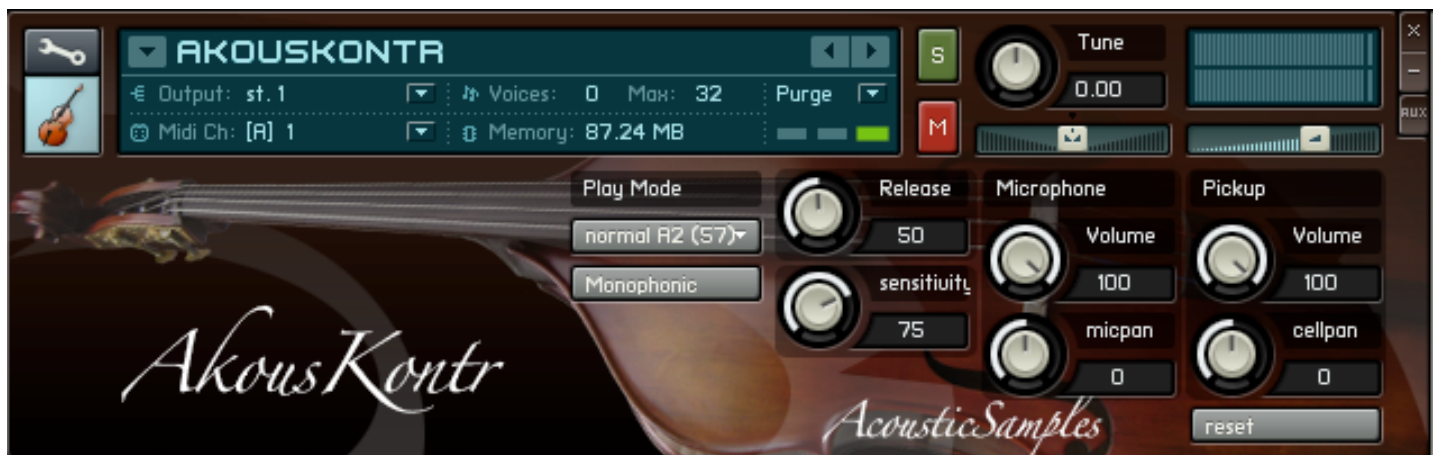 AKOUSKONTR
S
Tune
×
Output: st. 1
Voices: 0 Max: 32
Purge
0.00
–
Midi Ch: [A] 1
Memory: 87.24 MB
M
AUX
Play Mode
Release
Microphone
Pickup
normal A2 (57)
50
Volume
Volume
Monophonic
sensitivity
100
100
75
micpan
cellpan
0
0
AkousKontr
AcousticSamples
reset